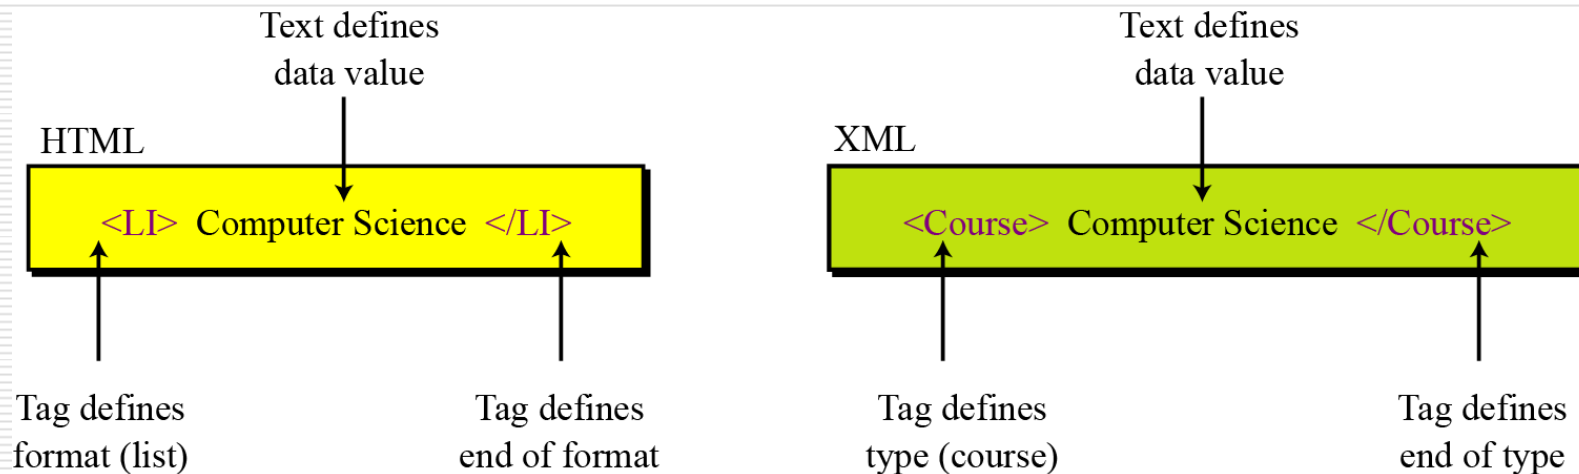 Text defines
data value
HTML
<LI> Computer Science </LI>
Tag defines
format (list)
Tag defines
end of format
Text defines
data value
XML
<Course> Computer Science </Course>
Tag defines
type (course)
Tag defines
end of type